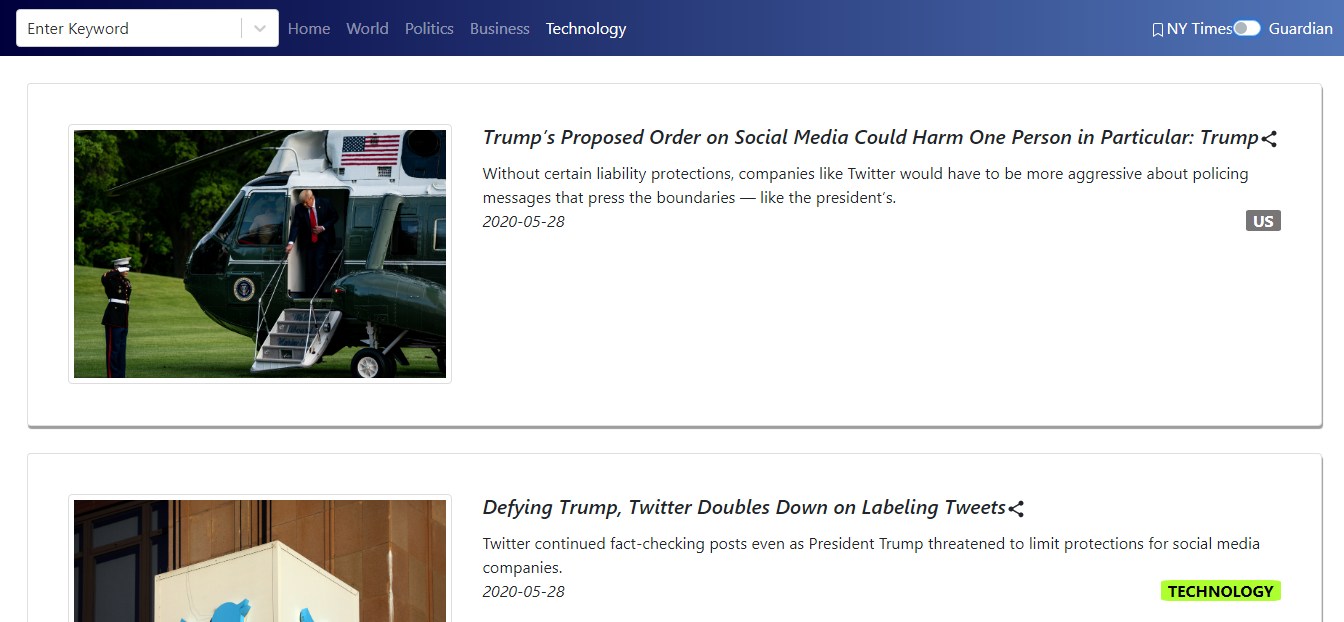 Enter Keyword Home World Politics Business Technology NY Times Guardian
Trump’s Proposed Order on Social Media Could Harm One Person in Particular: Trump
Without certain liability protections, companies like Twitter would have to be more aggressive about policing
messages that press the boundaries — like the president’s.
2020-05-28 US
Defying Trump, Twitter Doubles Down on Labeling Tweets
Twitter continued fact-checking posts even as President Trump threatened to limit protections for social media
companies.
2020-05-28 TECHNOLOGY